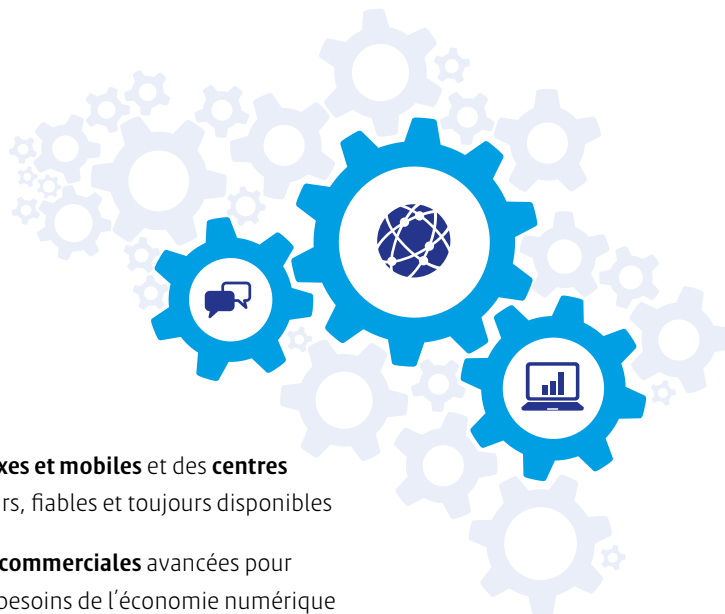 xes et mobiles et des centres
rs, fiables et toujours disponibles
commerciales avancées pour
besoins de l'économie numérique